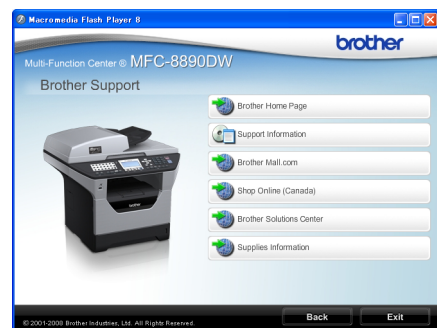 Macromedia Flash Player 8
brother
Multi-Function Center ® MFC-8890DW
Brother Support
Brother Home Page
Support Information
Brother Mall.com
Shop Online (Canada)
Brother Solutions Center
Supplies Information
© 2001-2009 Brother Industries, Ltd. All Rights Reserved.
Back
Exit